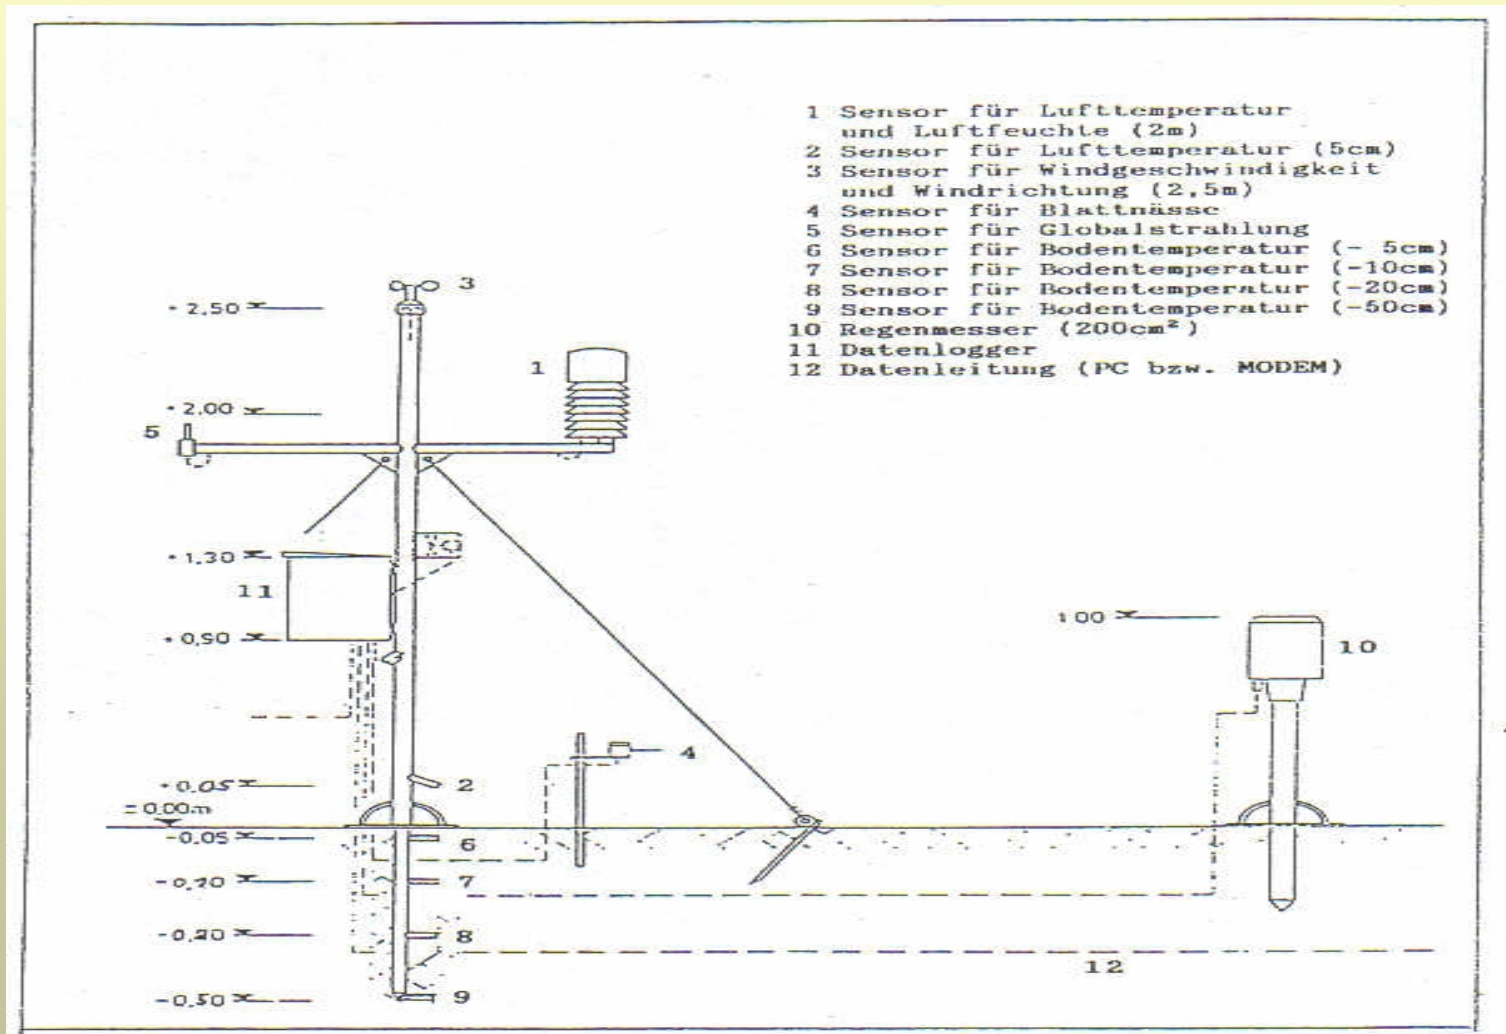 1 Sensor für Lufttemperatur
und Luftfeuchte (2m)
2 Sensor für Lufttemperatur (5cm)
3 Sensor für Windgeschwindigkeit
und Windrichtung (2,5m)
4 Sensor für Blattnässe
5 Sensor für Globalstrahlung
6 Sensor für Bodentemperatur (- 5cm)
7 Sensor für Bodentemperatur (-10cm)
8 Sensor für Bodentemperatur (-20cm)
9 Sensor für Bodentemperatur (-50cm)
10 Regenmesser (200cm²)
11 Datenlogger
12 Datenleitung (PC bzw. MODEM)
3
+2,50
1
+2,00
5
+1,30
11
+0,90
100
10
4
+0,05
2
±0,00m
-0,05
6
-0,10
7
-0,20
8
12
-0,50
9